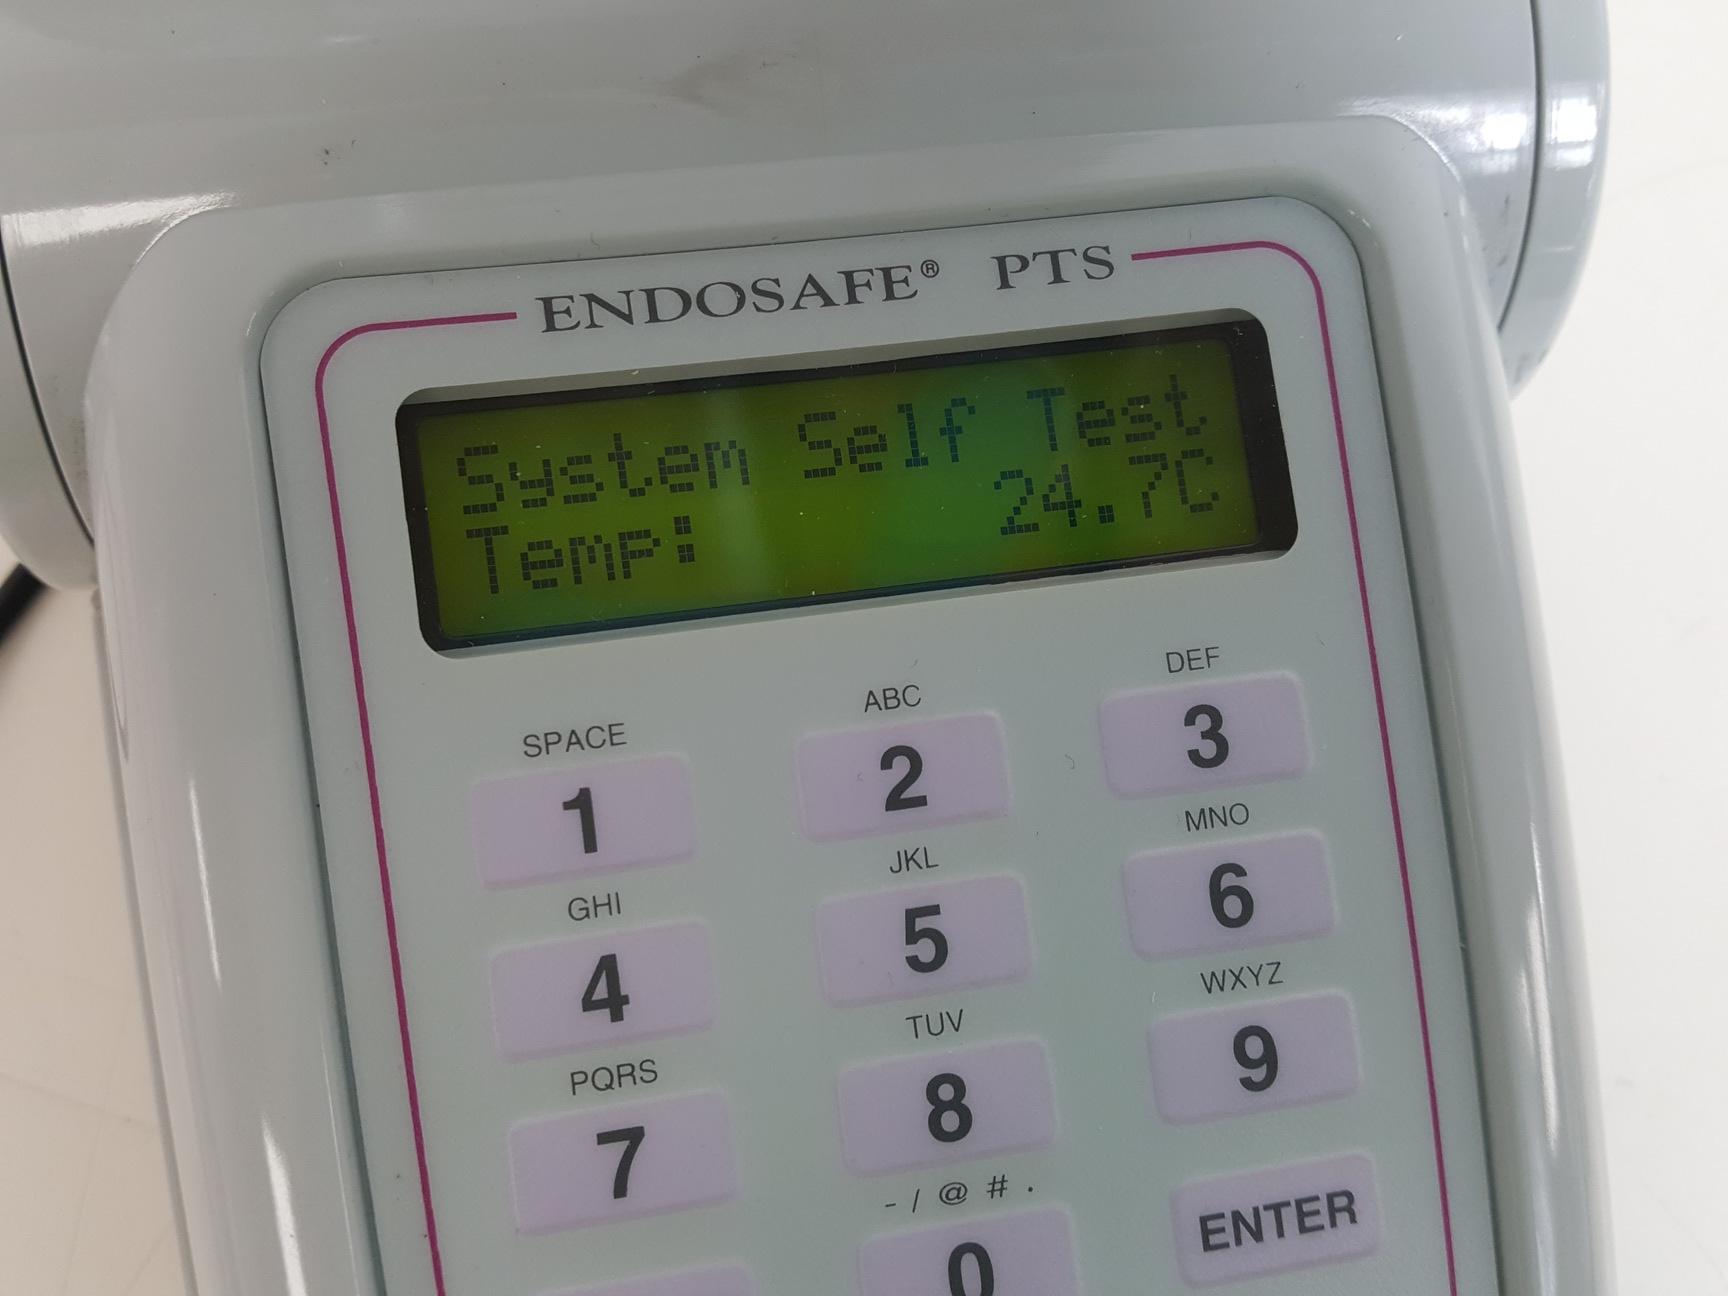 ENDOSAFE® PTS
System Self Test
Temp: 24.7C
SPACE ABC DEF
1 2 3
GHI JKL MNO
4 5 6
PQRS TUV WXYZ
7 8 9
- / @ # .
0 ENTER